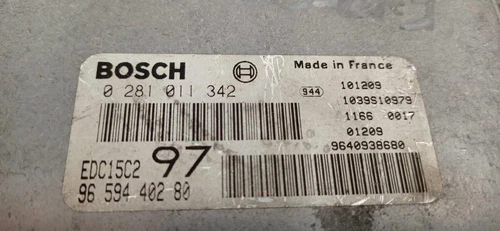 BOSCH
Made in France
0 281 011 342
944
101209
1039S10979
1166 0017
01209
9640938680
EDC15C2 97
96 594 402 80